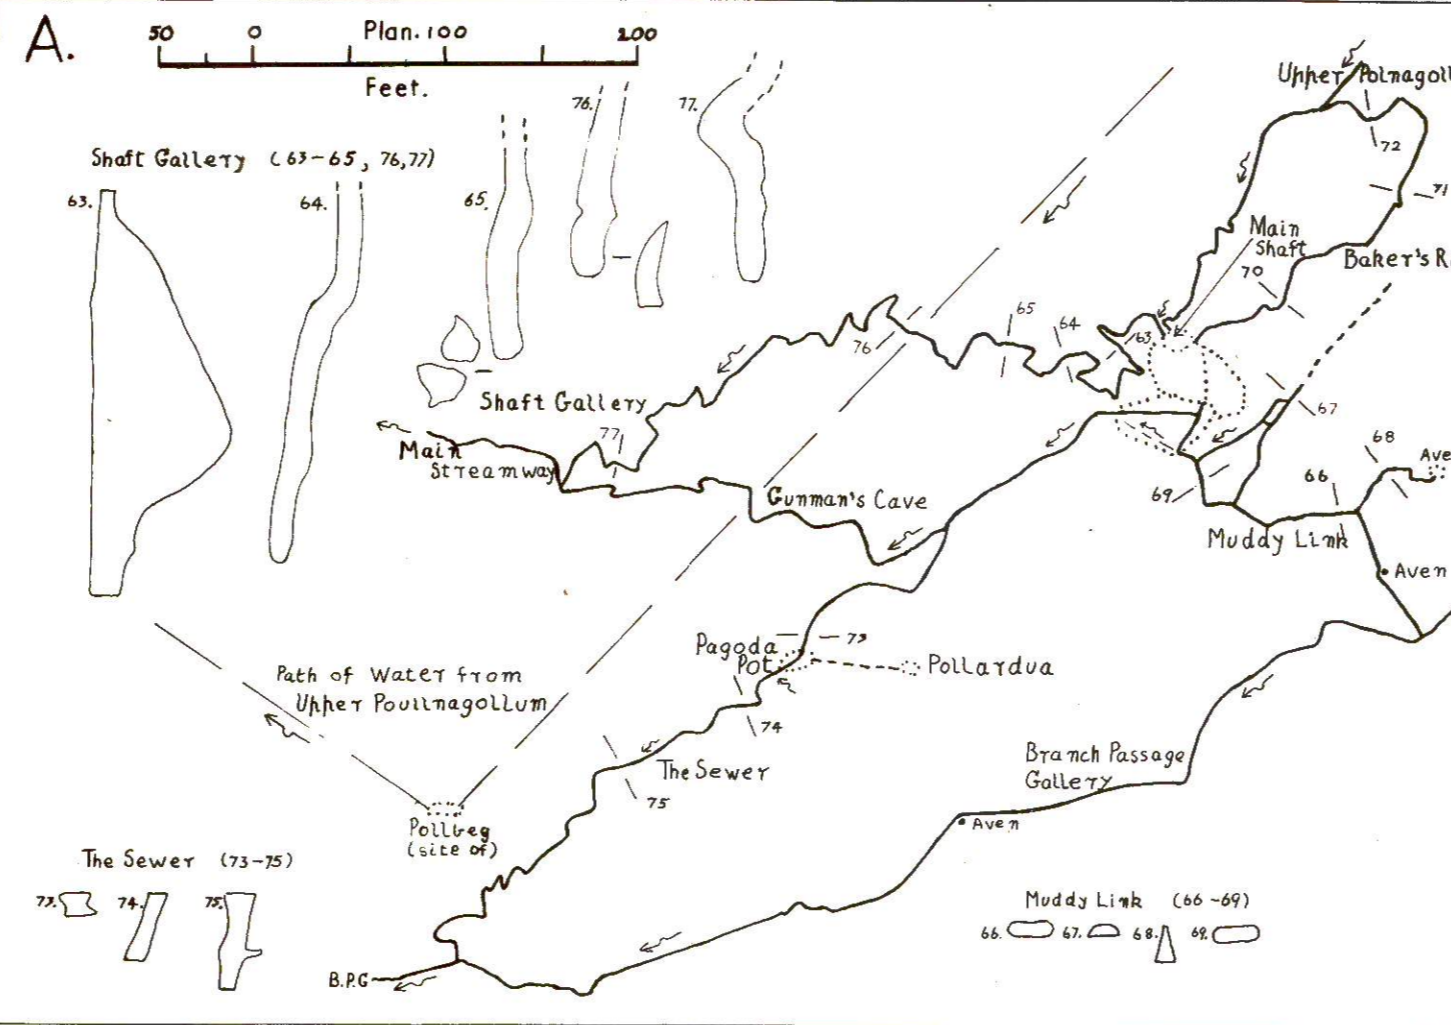 A.
50 0 Plan. 100 200
Feet.
Shaft Gallery (63-65, 76,77)
63.
64.
65.
76.
77.
Upper Polnagoll
72
71
Main
Shaft
70
Baker's R
65
64
63
76
67
68
Ave
66
69
Muddy Link
Aven
Shaft Gallery
77
Main
Streamway
Gunman's Cave
Pagoda
Pot
73
Pollardua
74
The Sewer
75
Path of Water from
Upper Poullnagollum
Pollbeg
(site of)
Branch Passage
Gallery
Aven
The Sewer (73-75)
73.
74.
75.
B.P.G
Muddy Link (66-69)
66.
67.
68.
69.